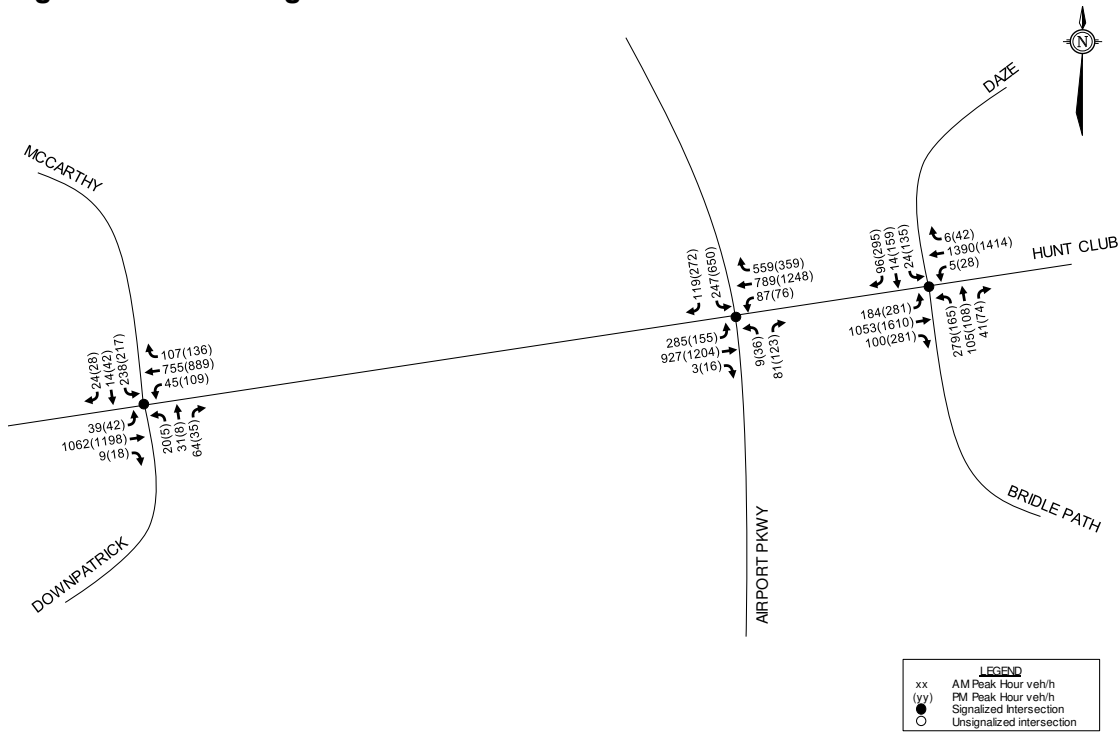 MCCARTHY
DAZE
HUNT CLUB
24(28)
14(42)
238(217)
107(136)
755(889)
45(109)
39(42)
1062(1198)
9(18)
20(5)
31(8)
64(35)
DOWNPATRICK
119(272)
247(650)
559(359)
789(1248)
87(76)
285(155)
927(1204)
3(16)
9(36)
81(123)
AIRPORT PKWY
96(295)
14(159)
24(135)
6(42)
1390(1414)
5(28)
184(281)
1053(1610)
100(281)
279(165)
105(108)
41(74)
BRIDLE PATH
N
LEGEND
xx AM Peak Hour veh/h
(yy) PM Peak Hour veh/h
Signalized Intersection
Unsignalized intersection